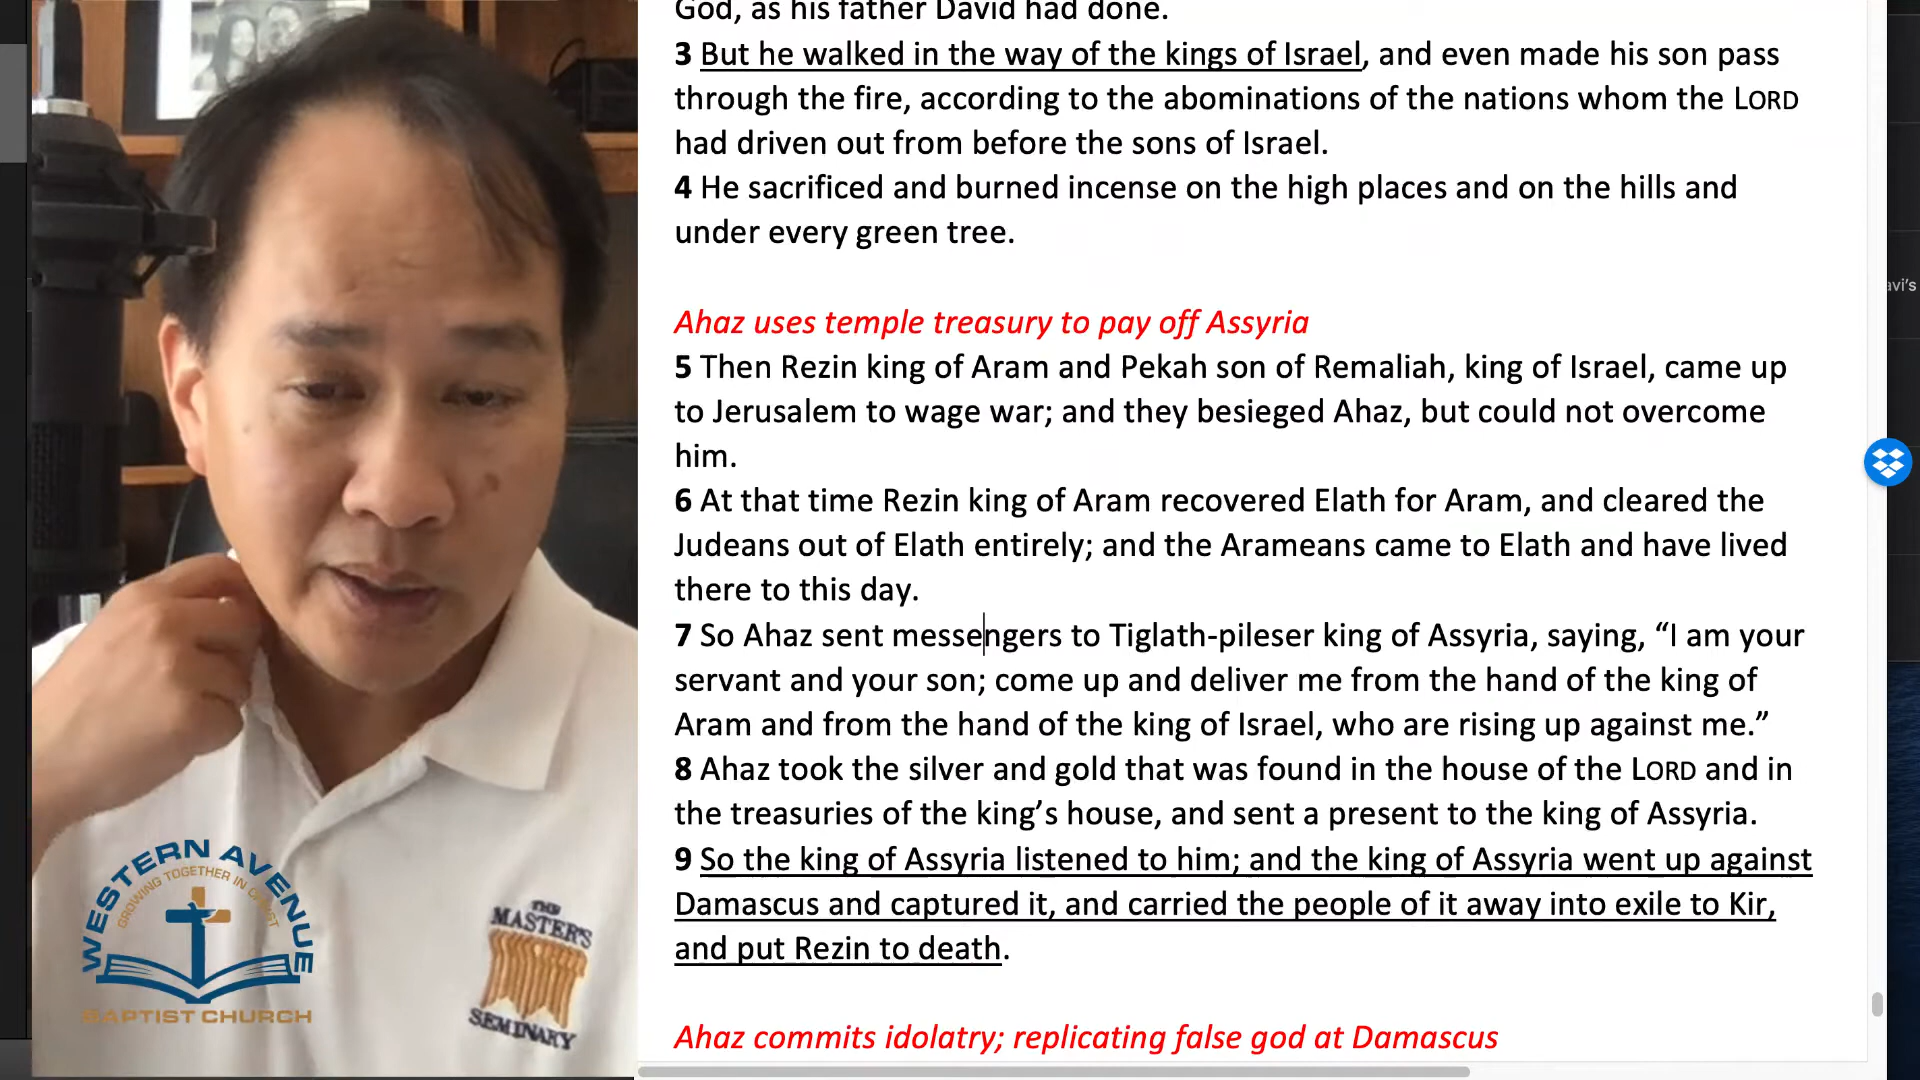 God, as his father David had done.
3 But he walked in the way of the kings of Israel, and even made his son pass
through the fire, according to the abominations of the nations whom the LORD
had driven out from before the sons of Israel.
4 He sacrificed and burned incense on the high places and on the hills and
under every green tree.
Ahaz uses temple treasury to pay off Assyria
5 Then Rezin king of Aram and Pekah son of Remaliah, king of Israel, came up
to Jerusalem to wage war; and they besieged Ahaz, but could not overcome
him.
6 At that time Rezin king of Aram recovered Elath for Aram, and cleared the
Judeans out of Elath entirely; and the Arameans came to Elath and have lived
there to this day.
7 So Ahaz sent messengers to Tiglath-pileser king of Assyria, saying, “I am your
servant and your son; come up and deliver me from the hand of the king of
Aram and from the hand of the king of Israel, who are rising up against me.”
8 Ahaz took the silver and gold that was found in the house of the LORD and in
the treasuries of the king’s house, and sent a present to the king of Assyria.
9 So the king of Assyria listened to him; and the king of Assyria went up against
Damascus and captured it, and carried the people of it away into exile to Kir,
and put Rezin to death.
Ahaz commits idolatry; replicating false god at Damascus
avi’s
WESTERN AVENUE
GROWING TOGETHER IN CHRIST
BAPTIST CHURCH
THE
MASTER'S
SEMINARY